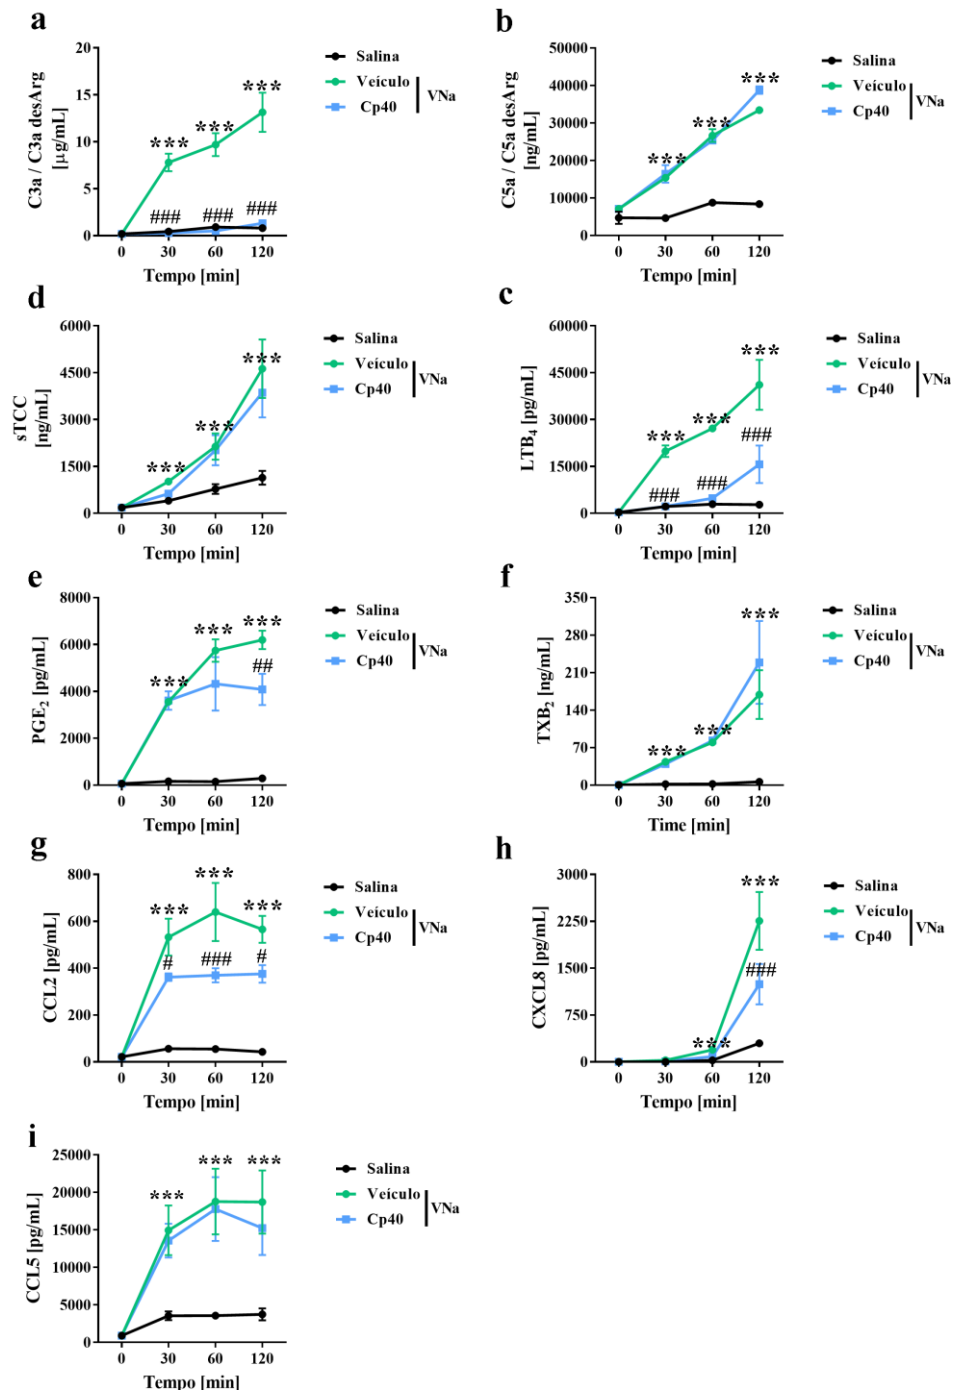 a
C3a / C3a desArg
[µg/mL]
20
15
10
5
0
***
***
***
###
###
###
0 30 60 120
Tempo [min]
Salina
Veículo
Cp40
VNa
b
C5a / C5a desArg
[ng/mL]
50000
40000
30000
20000
10000
0
***
***
***
0 30 60 120
Tempo [min]
Salina
Veículo
Cp40
VNa
d
sTCC
[ng/mL]
6000
4500
3000
1500
0
***
***
***
0 30 60 120
Tempo [min]
Salina
Veículo
Cp40
VNa
c
LTB4 [pg/mL]
60000
45000
30000
15000
0
***
***
***
###
###
###
0 30 60 120
Tempo [min]
Salina
Veículo
Cp40
VNa
e
PGE2 [pg/mL]
8000
6000
4000
2000
0
***
***
***
##
0 30 60 120
Tempo [min]
Salina
Veículo
Cp40
VNa
f
TXB2 [ng/mL]
350
280
210
140
70
0
***
***
***
0 30 60 120
Time [min]
Salina
Veículo
Cp40
VNa
g
CCL2 [pg/mL]
800
600
400
200
0
***
***
***
#
###
#
0 30 60 120
Tempo [min]
Salina
Veículo
Cp40
VNa
h
CXCL8 [pg/mL]
3000
2250
1500
750
0
***
***
###
0 30 60 120
Tempo [min]
Salina
Veículo
Cp40
VNa
i
CCL5 [pg/mL]
25000
20000
15000
10000
5000
0
***
***
***
0 30 60 120
Tempo [min]
Salina
Veículo
Cp40
VNa